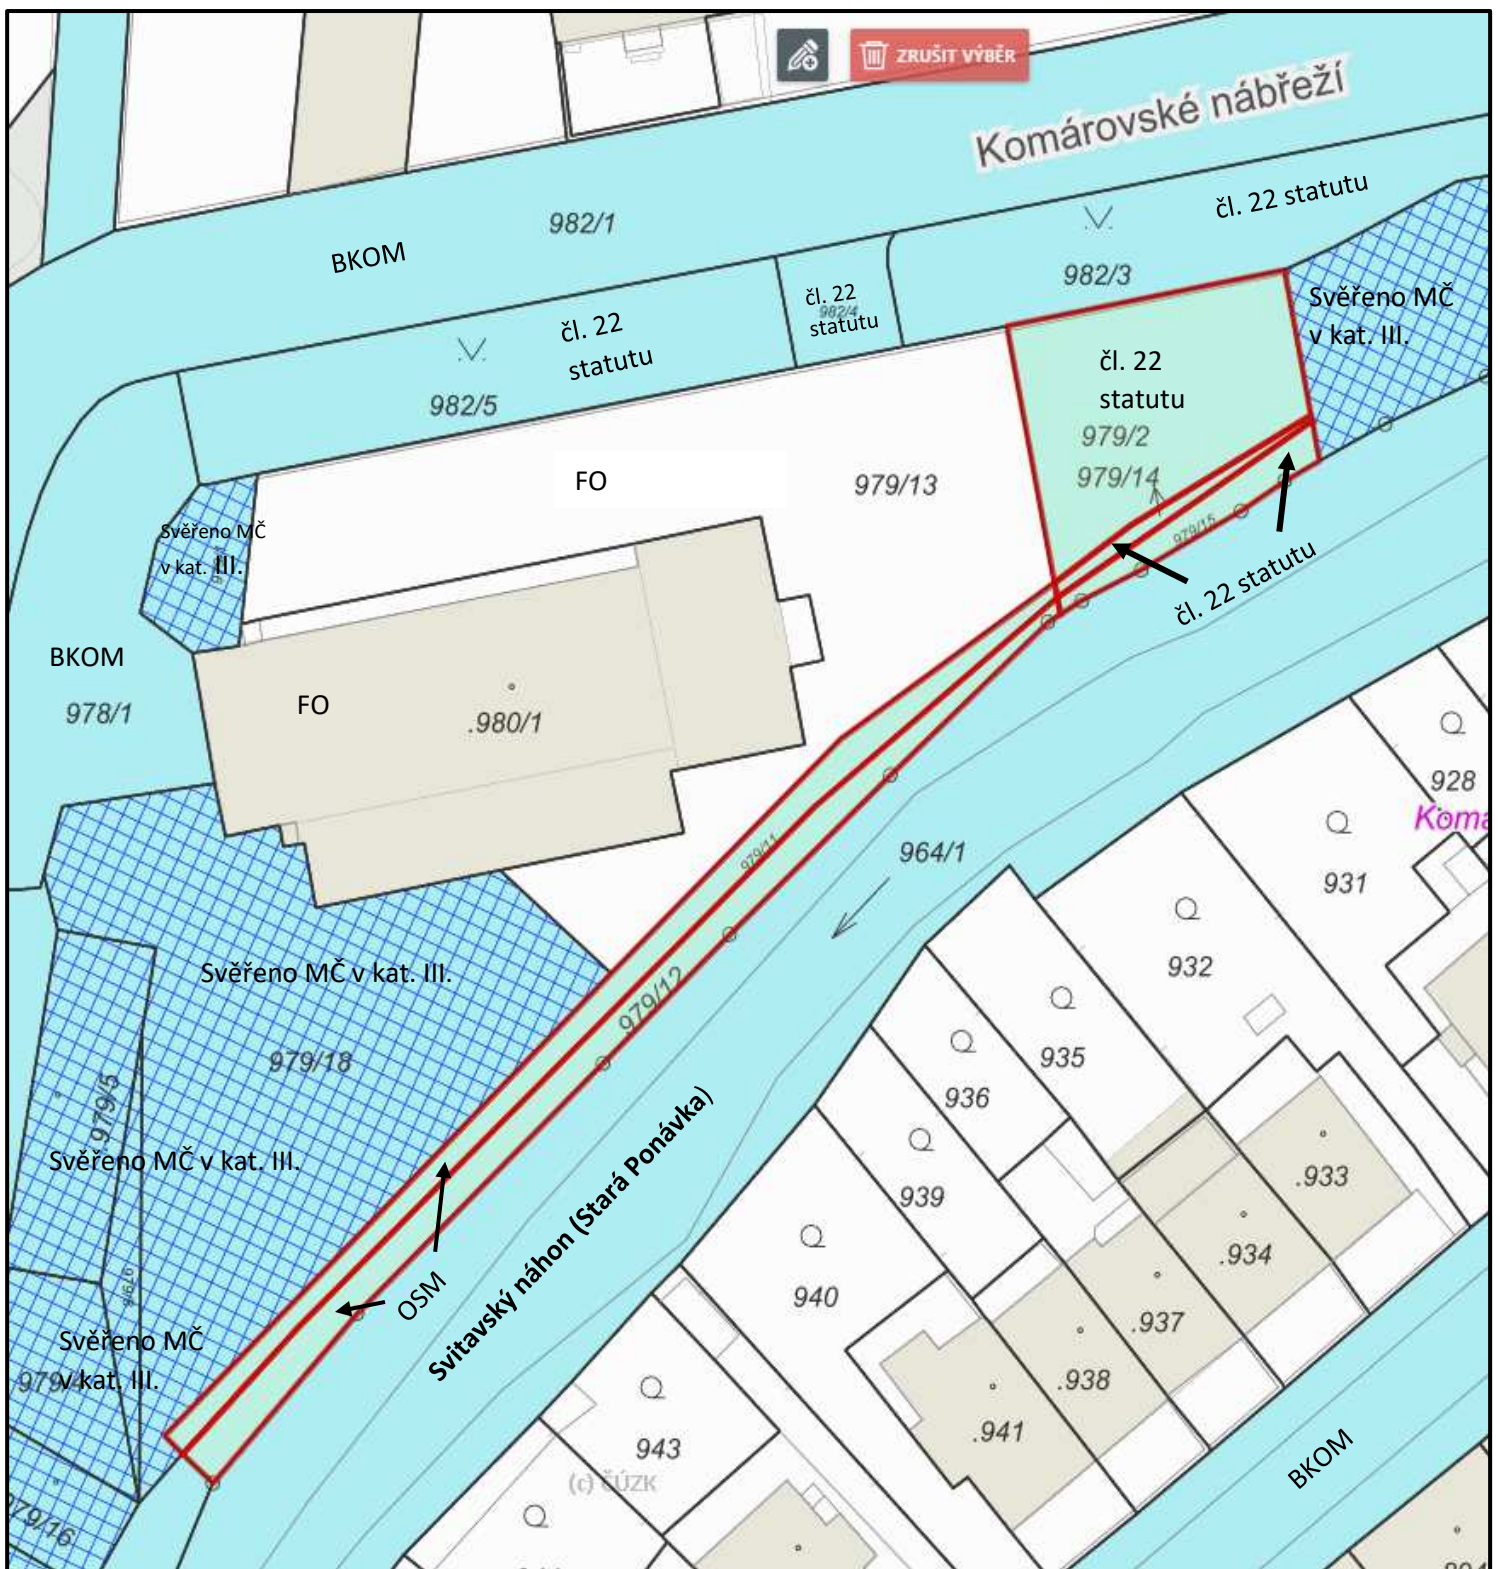 ZRUŠIT VÝBĚR
Komárovské nábřeží
čl. 22 statutu
982/1
BKOM
982/3
Svěřeno MČ
v kat. III.
čl. 22
982/4
statutu
čl. 22
statutu
982/5
čl. 22
statutu
979/2
979/14
979/15
čl. 22 statutu
FO
979/13
Svěřeno MČ
v kat. III.
BKOM
978/1
FO
.980/1
928
931
932
964/1
979/11
979/12
Svěřeno MČ v kat. III.
979/18
979/5
Svěřeno MČ v kat. III.
935
936
939
940
.933
.934
.937
.938
.941
Svitavský náhon (Stará Ponávka)
OSM
Svěřeno MČ
v kat. III.
979/16
943
(c) ČÚZK
BKOM